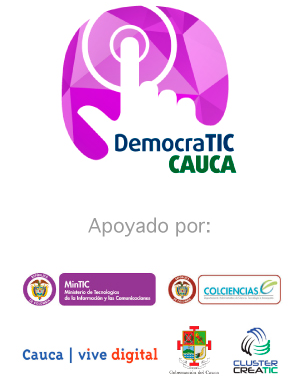 DemocraTIC
CAUCA
Apoyado por:
MinTIC
Ministerio de Tecnologías
de la Información y las Comunicaciones
COLCIENCIAS
Cauca | vive digital
Gobernación del Cauca
CLUSTER
CREATIC